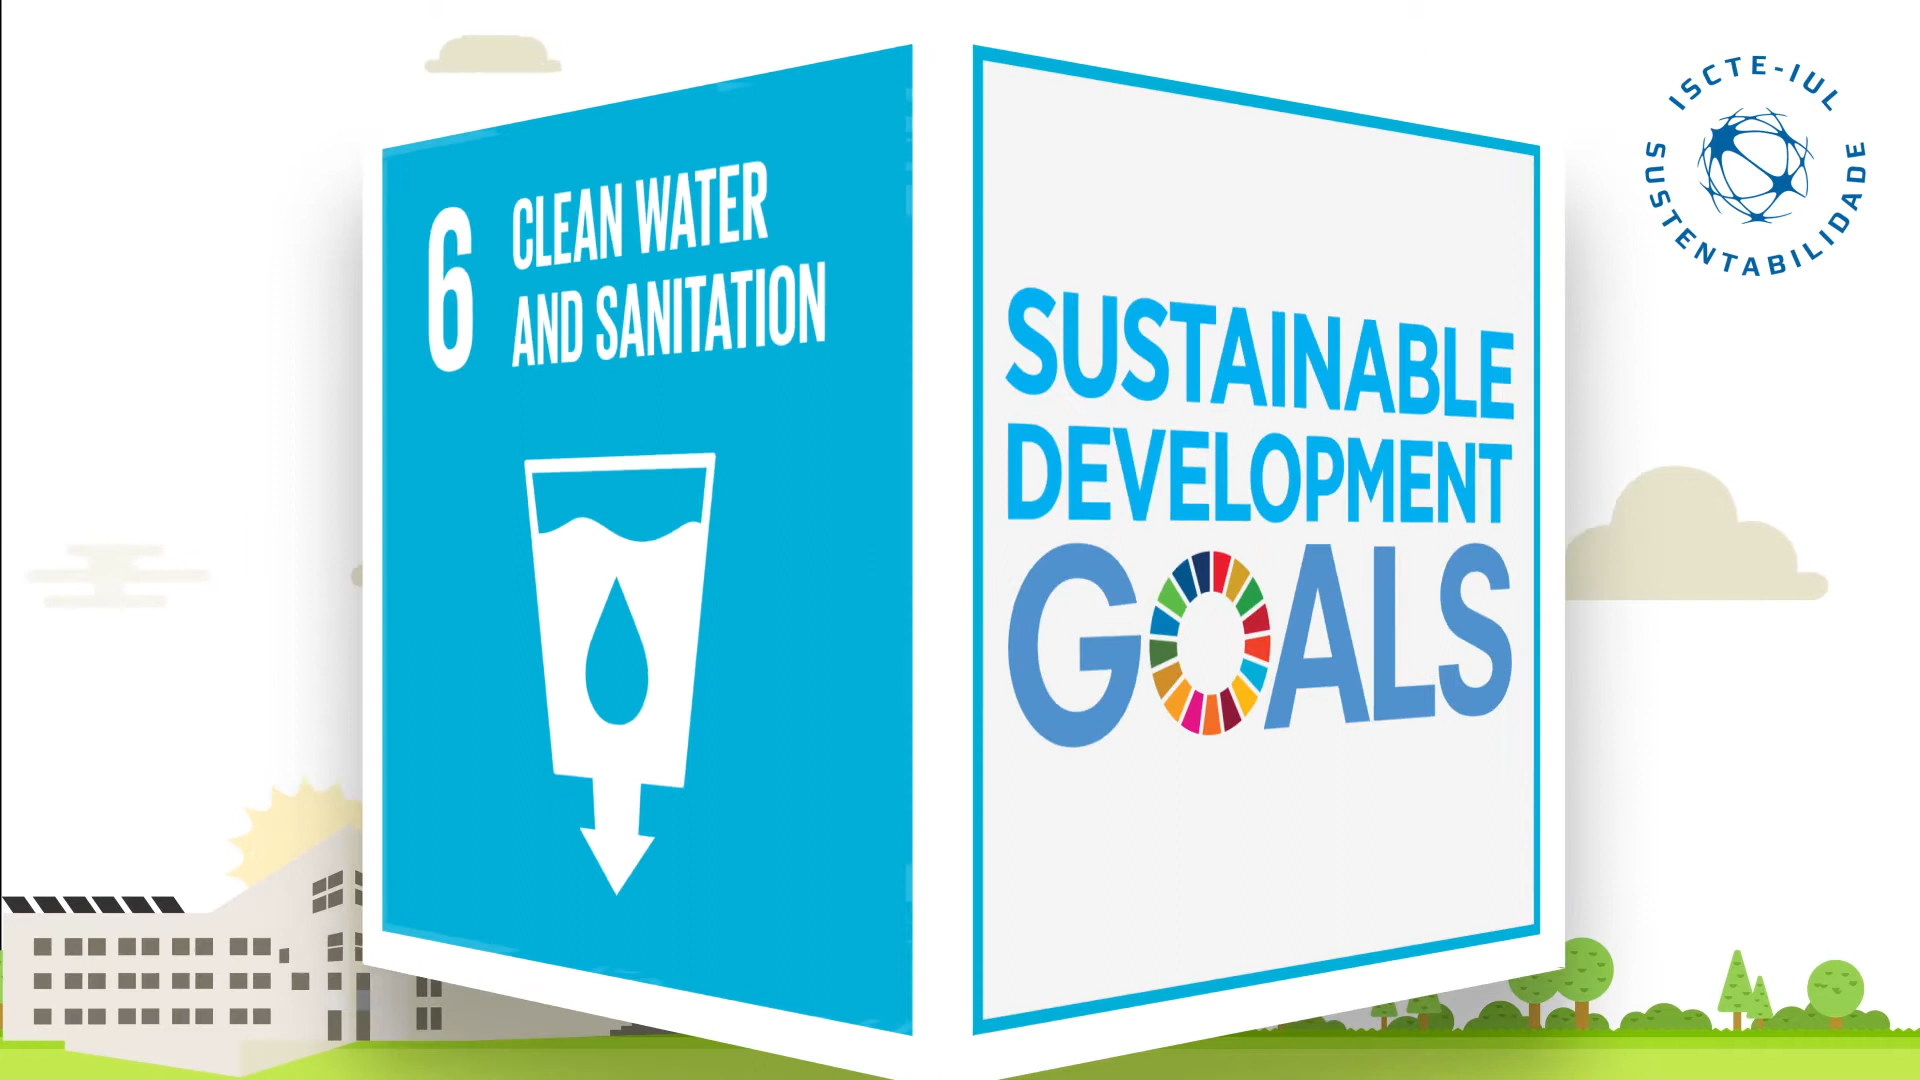 6
CLEAN WATER
AND SANITATION
SUSTAINABLE
DEVELOPMENT
GOALS
ISCTE-IUL
SUSTENTABILIDADE